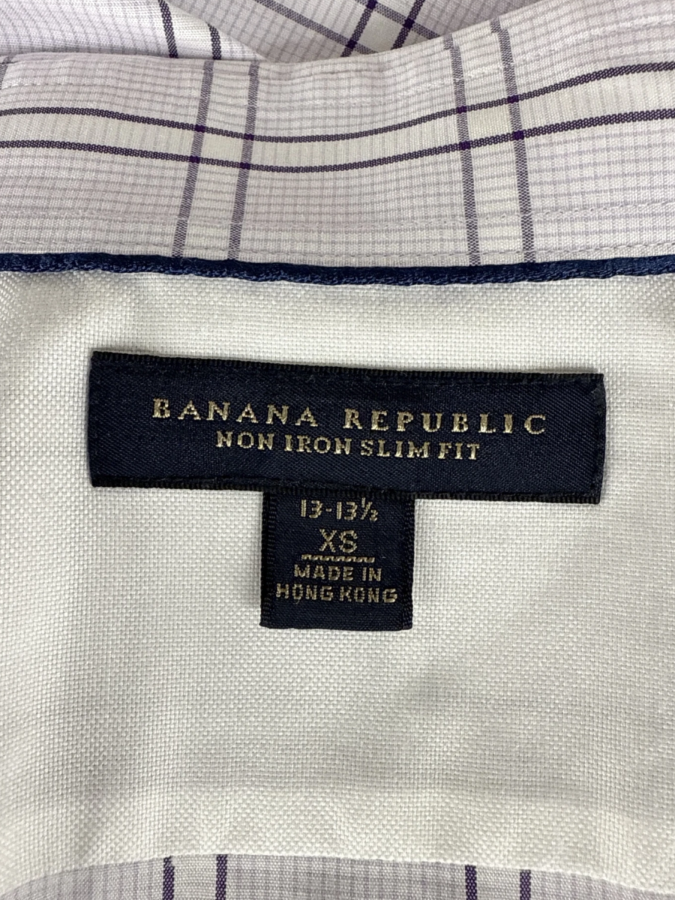 BANANA REPUBLIC
NON IRON SLIM FIT
13-13½
XS
MADE IN
HONG KONG